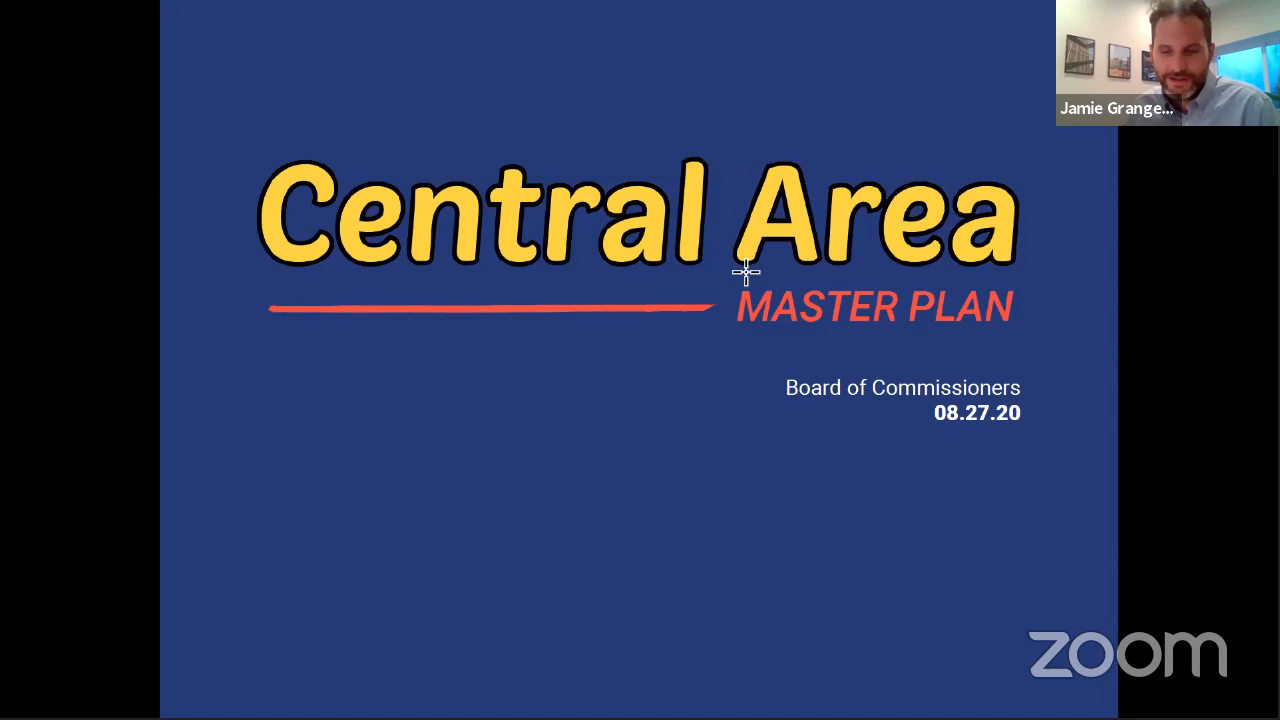 Central Area
MASTER PLAN
Board of Commissioners
08.27.20
Jamie Grange...
zoom